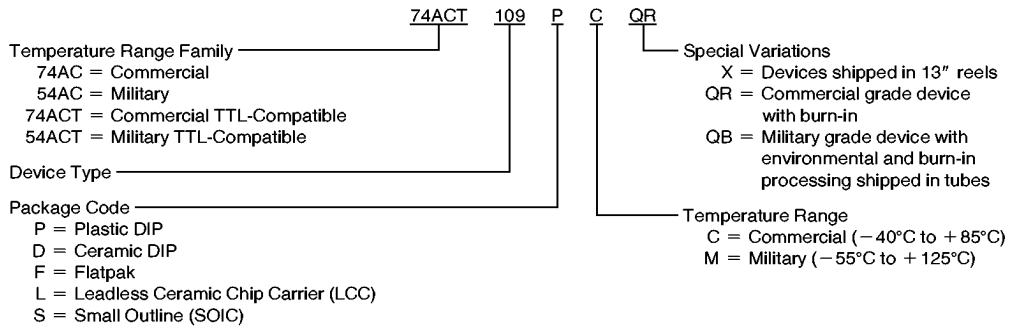 74ACT 109 P C QR
Temperature Range Family
74AC = Commercial
54AC = Military
74ACT = Commercial TTL-Compatible
54ACT = Military TTL-Compatible
Device Type
Package Code
P = Plastic DIP
D = Ceramic DIP
F = Flatpak
L = Leadless Ceramic Chip Carrier (LCC)
S = Small Outline (SOIC)
Special Variations
X = Devices shipped in 13″ reels
QR = Commercial grade device
with burn-in
QB = Military grade device with
environmental and burn-in
processing shipped in tubes
Temperature Range
C = Commercial (−40°C to +85°C)
M = Military (−55°C to +125°C)